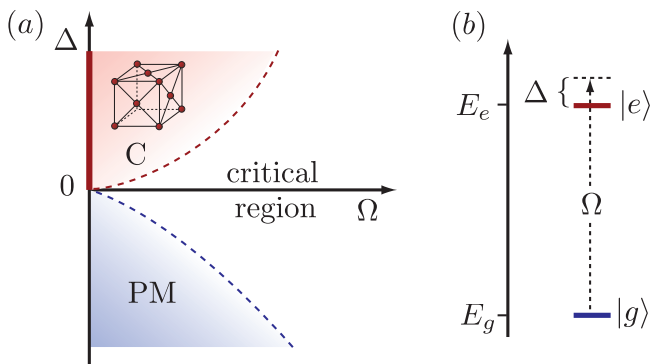 (a)
Δ
C
0
critical
region
Ω
PM
(b)
Δ {
E_e
|e⟩
Ω
E_g
|g⟩